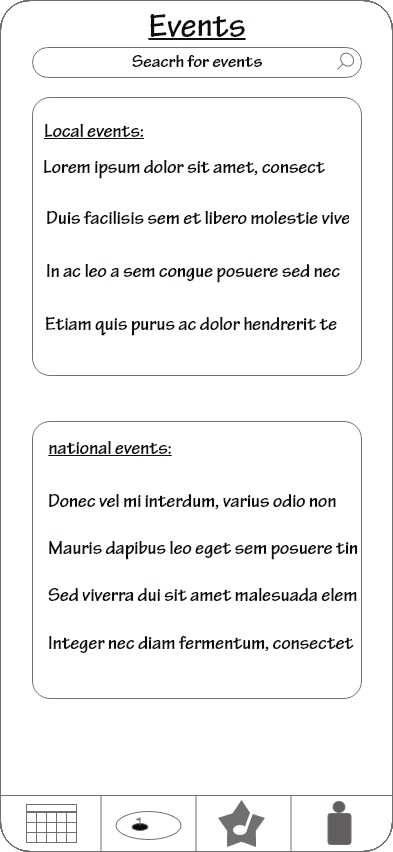 Events
Seacrh for events
Local events:
Lorem ipsum dolor sit amet, consect
Duis facilisis sem et libero molestie vive
In ac leo a sem congue posuere sed nec
Etiam quis purus ac dolor hendrerit te
national events:
Donec vel mi interdum, varius odio non
Mauris dapibus leo eget sem posuere tin
Sed viverra dui sit amet malesuada elem
Integer nec diam fermentum, consectet